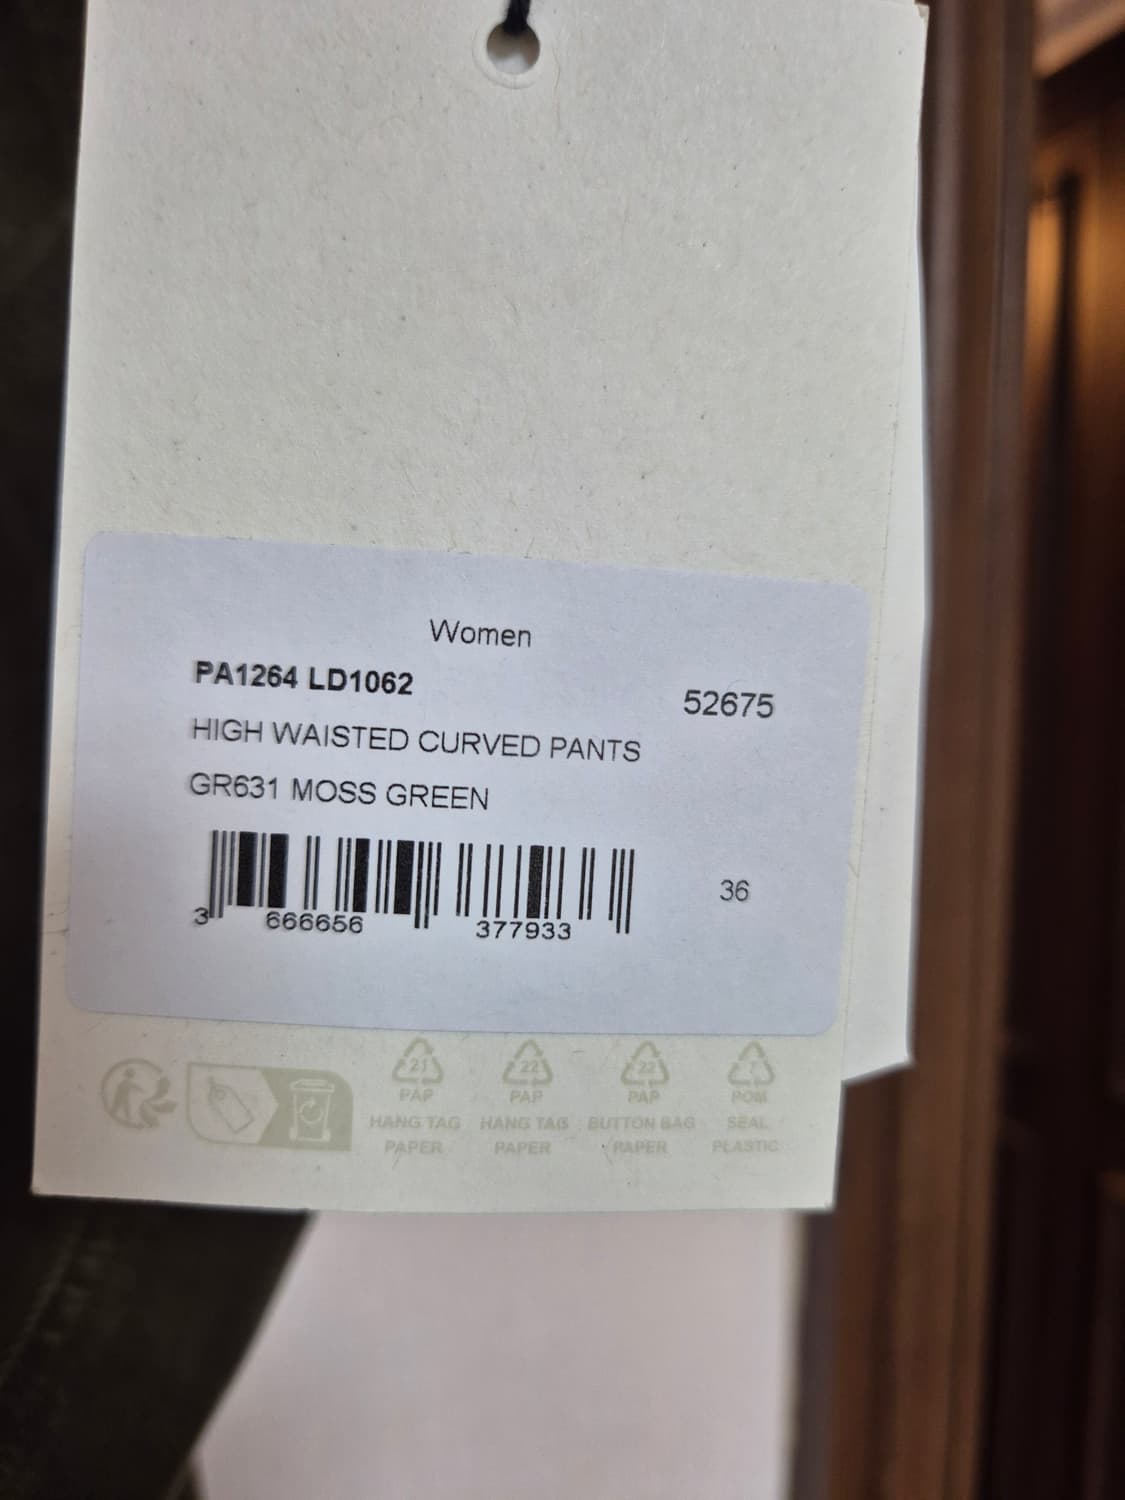 Women
PA1264 LD1062
52675
HIGH WAISTED CURVED PANTS
GR631 MOSS GREEN
36
3 666656 377933
21 22 22 7
PAP PAP PAP POM
HANG TAG HANG TAG BUTTON BAG SEAL
PAPER PAPER PAPER PLASTIC